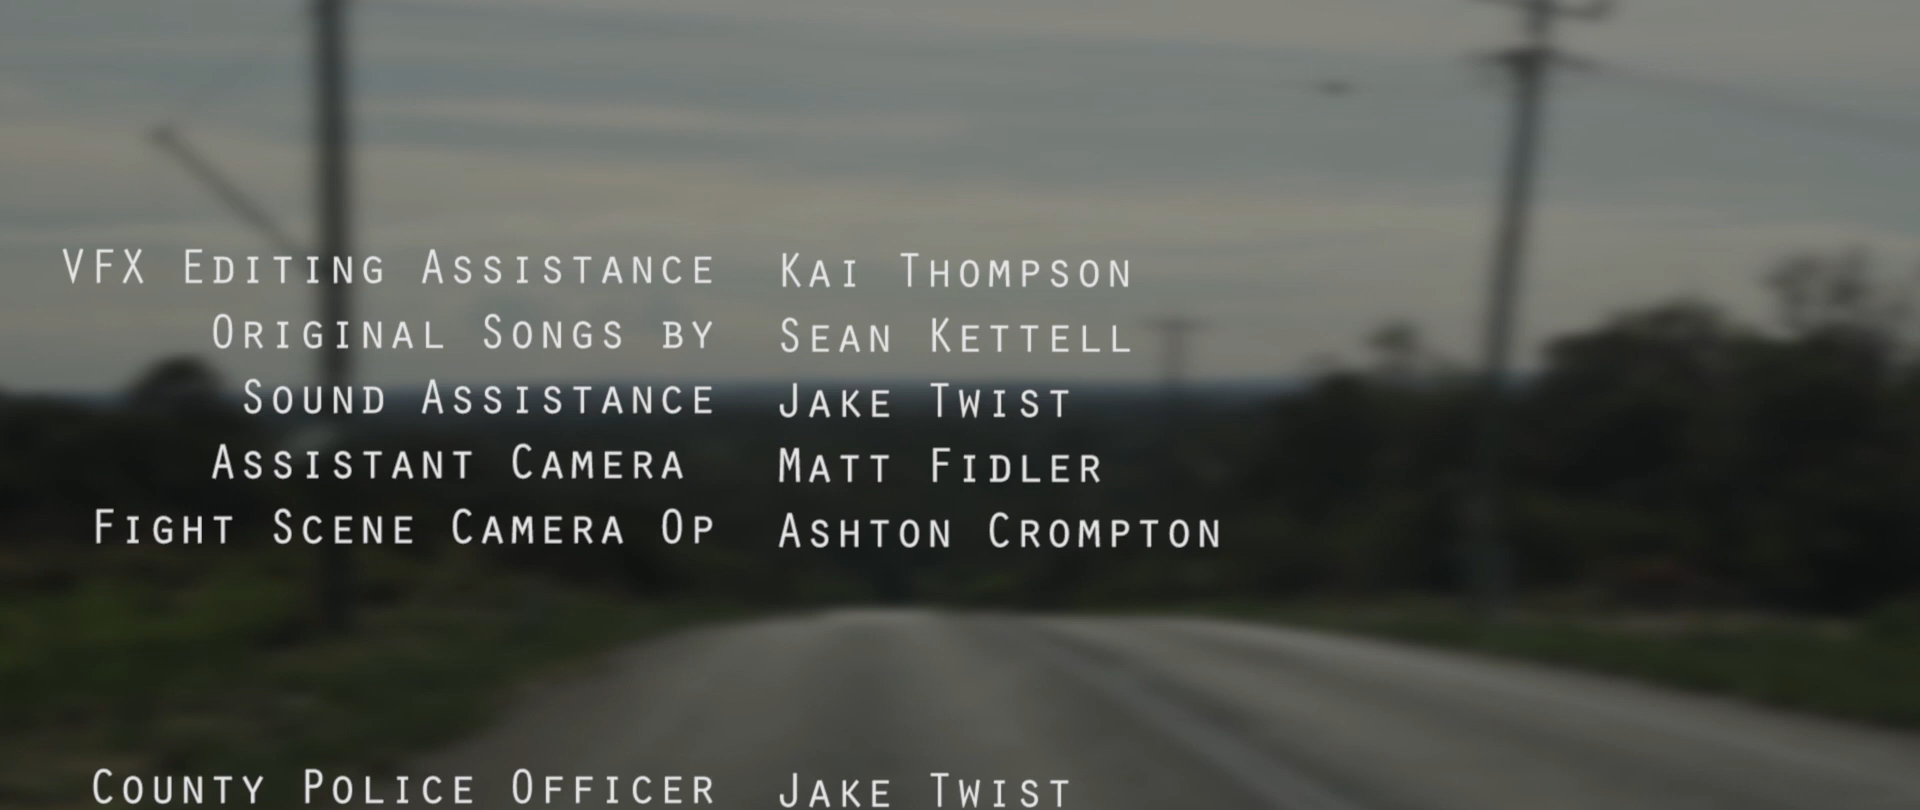 VFX Editing Assistance Kai Thompson
Original Songs by Sean Kettell
Sound Assistance Jake Twist
Assistant Camera Matt Fidler
Fight Scene Camera Op Ashton Crompton
County Police Officer Jake Twist